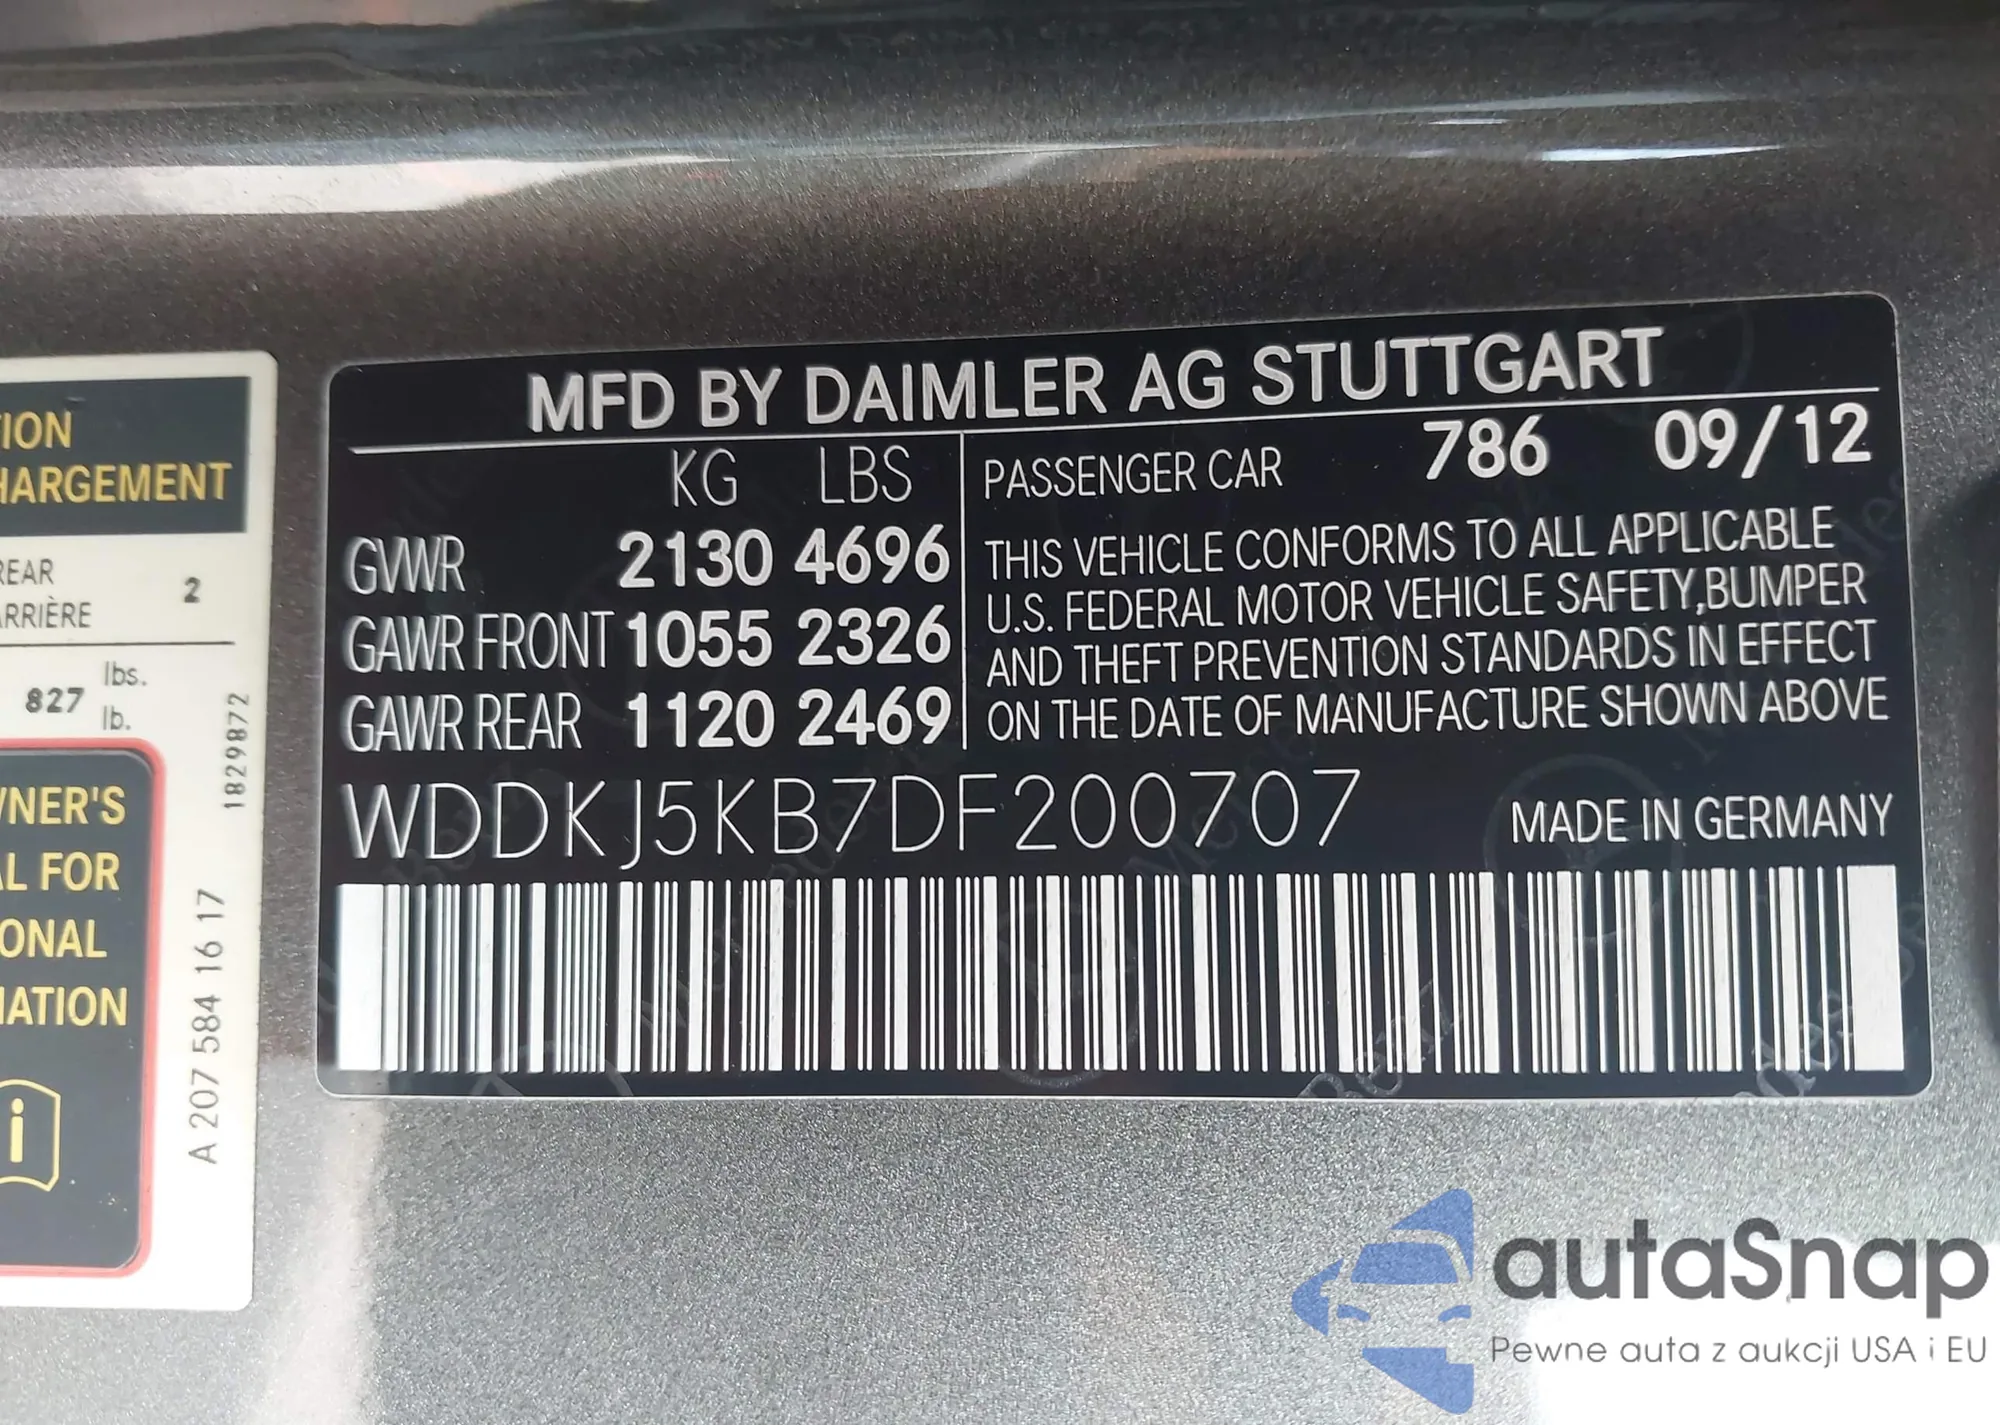 MFD BY DAIMLER AG STUTTGART
KG LBS
GVWR 2130 4696
GAWR FRONT 1055 2326
GAWR REAR 1120 2469
PASSENGER CAR 786 09/12
THIS VEHICLE CONFORMS TO ALL APPLICABLE
U.S. FEDERAL MOTOR VEHICLE SAFETY,BUMPER
AND THEFT PREVENTION STANDARDS IN EFFECT
ON THE DATE OF MANUFACTURE SHOWN ABOVE
WDDKJ5KB7DF200707
MADE IN GERMANY
ION
HARGEMENT
REAR
ARRIÈRE
2
827
lbs.
lb.
NER'S
L FOR
ONAL
MATION
i
1829872
A 207 584 16 17
autaSnap
Pewne auta z aukcji USA i EU